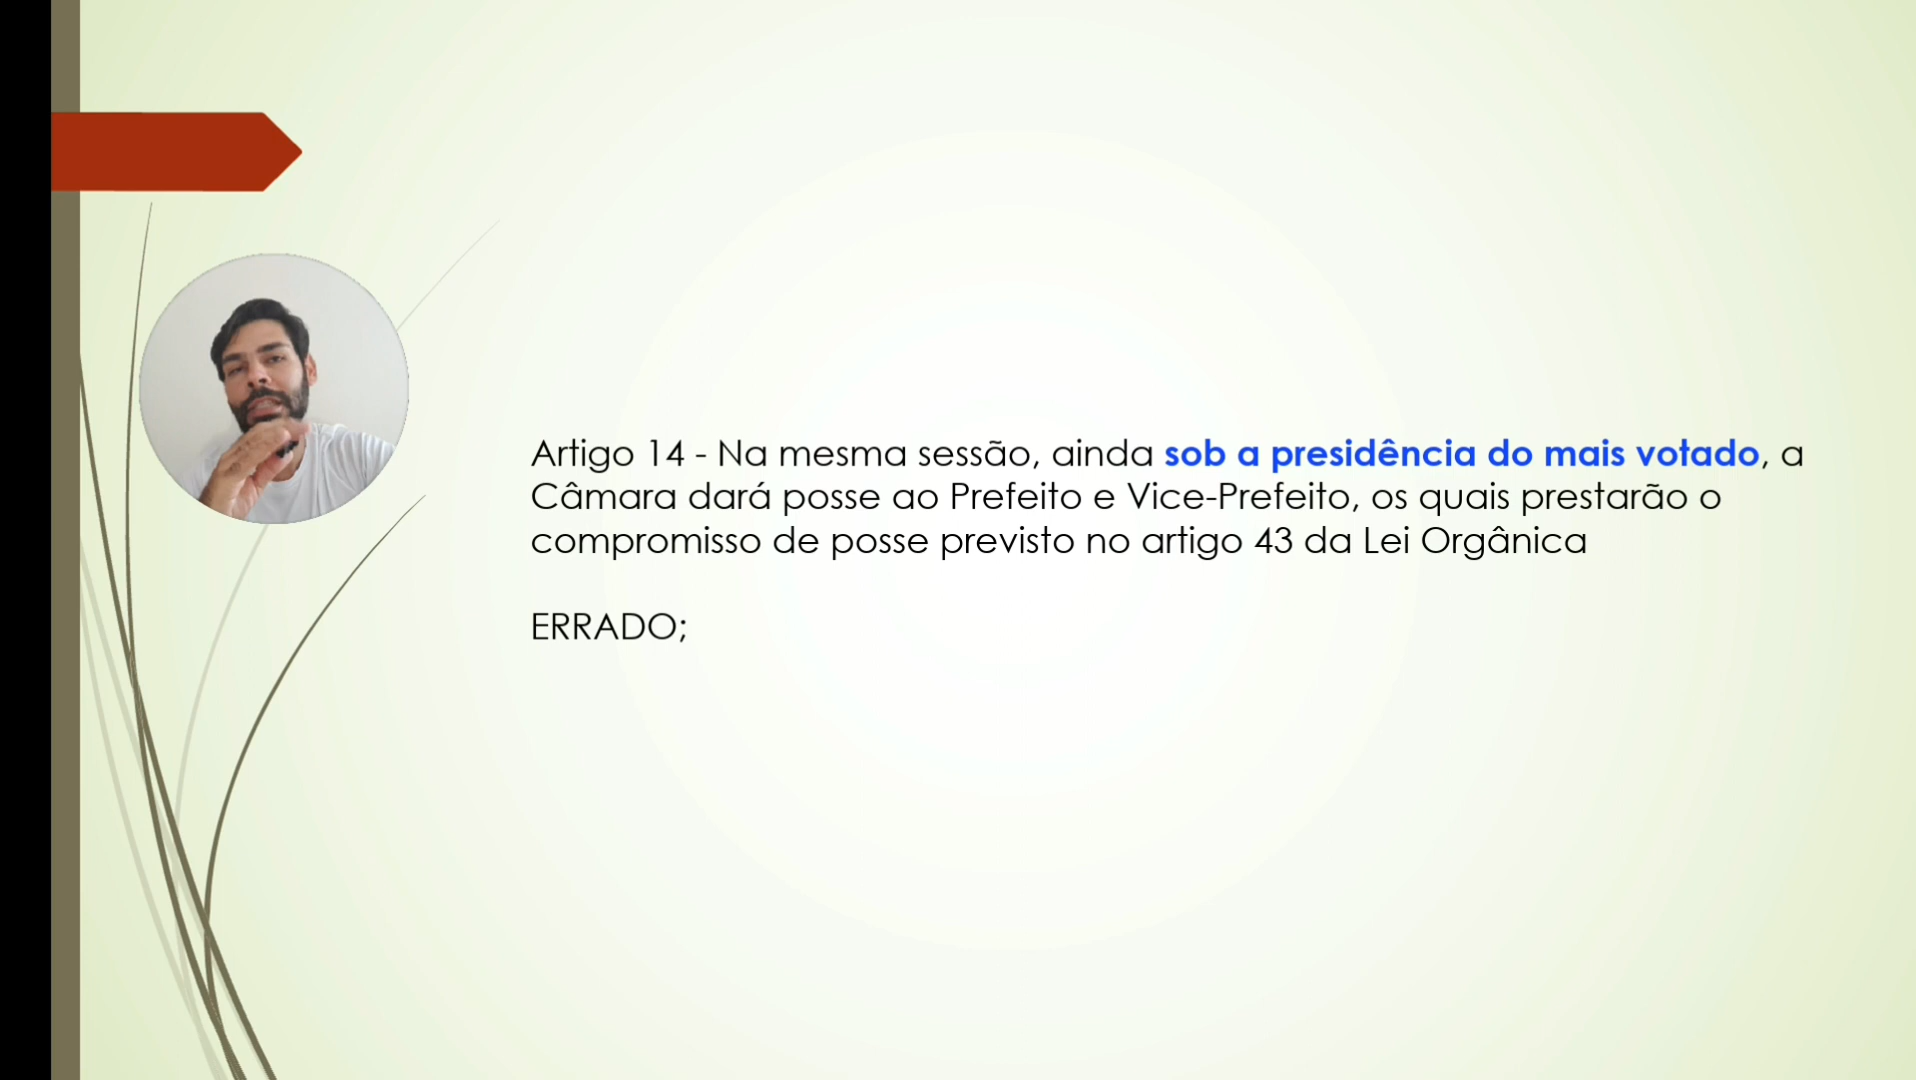 Artigo 14 - Na mesma sessão, ainda sob a presidência do mais votado, a
Câmara dará posse ao Prefeito e Vice-Prefeito, os quais prestarão o
compromisso de posse previsto no artigo 43 da Lei Orgânica
ERRADO;